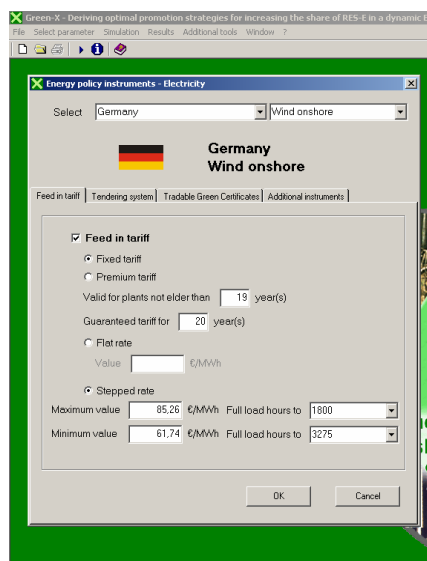 Green-X - Deriving optimal promotion strategies for increasing the share of RES-E in a dynamic E
File Select parameter Simulation Results Additional tools Window ?
Energy policy instruments - Electricity
Select Germany Wind onshore
Germany
Wind onshore
Feed in tariff Tendering system Tradable Green Certificates Additional instruments
Feed in tariff
Fixed tariff
Premium tariff
Valid for plants not elder than 19 year(s)
Guaranteed tariff for 20 year(s)
Flat rate
Value €/MWh
Stepped rate
Maximum value 85,26 €/MWh Full load hours to 1800
Minimum value 61,74 €/MWh Full load hours to 3275
OK Cancel